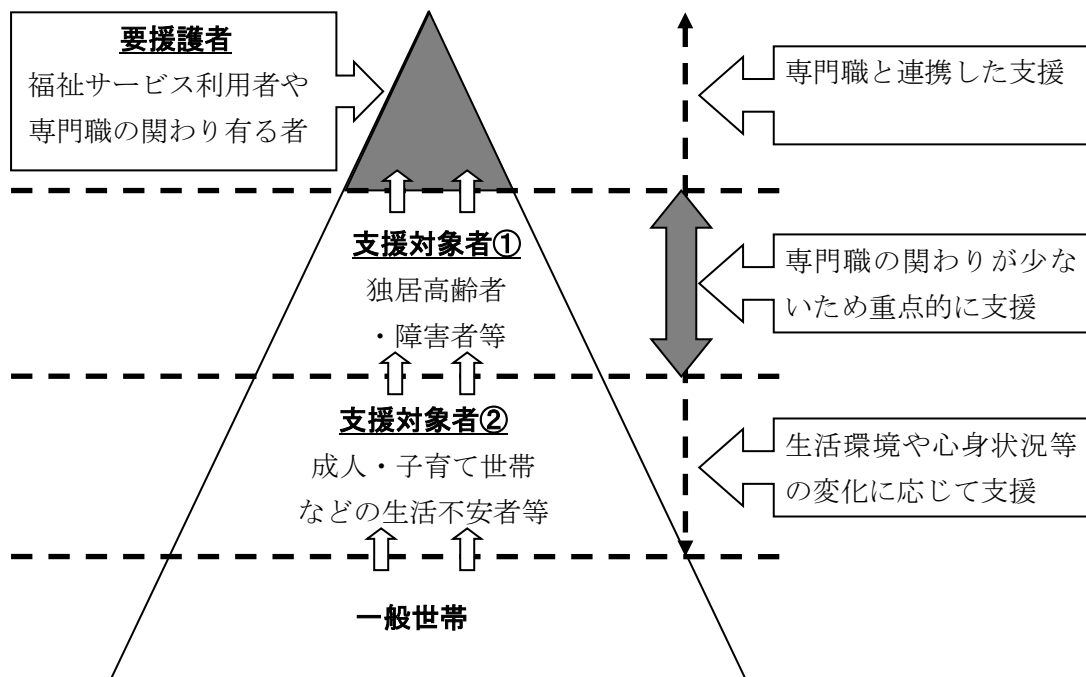 要援護者
福祉サービス利用者や
専門職の関わり有る者
専門職と連携した支援
支援対象者①
独居高齢者
・障害者等
専門職の関わりが少な
いため重点的に支援
支援対象者②
成人・子育て世帯
などの生活不安者等
生活環境や心身状況等
の変化に応じて支援
一般世帯